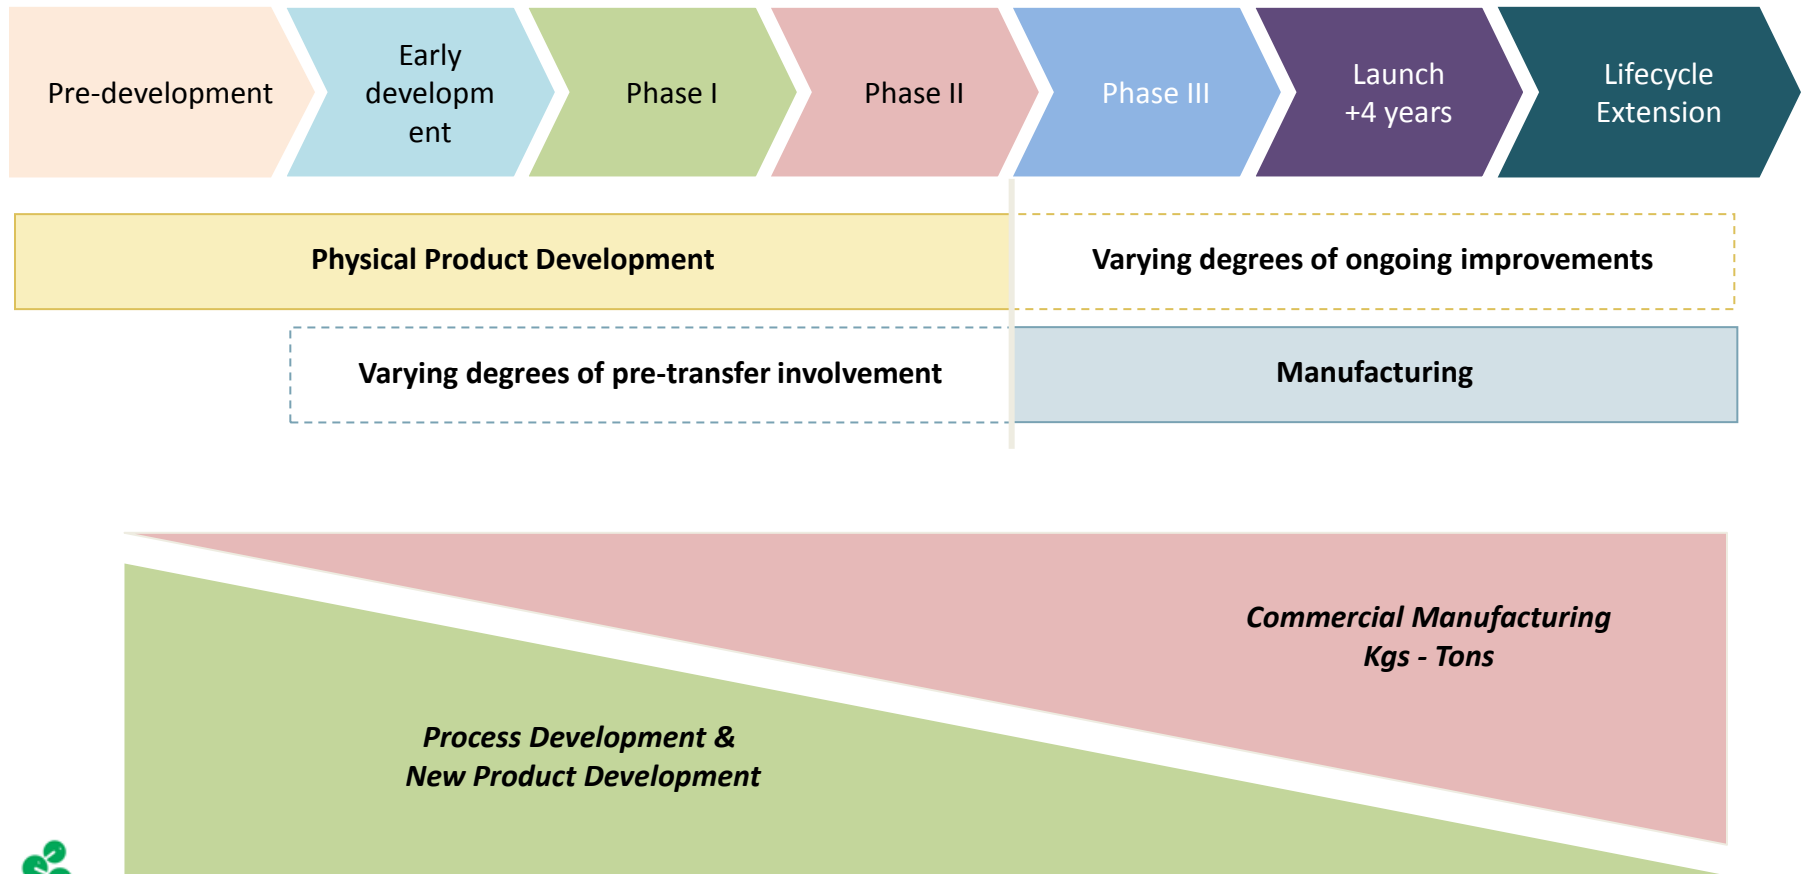 Pre-development
Early
developm
ent
Phase I
Phase II
Phase III
Launch
+4 years
Lifecycle
Extension
Physical Product Development
Varying degrees of ongoing improvements
Varying degrees of pre-transfer involvement
Manufacturing
Commercial Manufacturing
Kgs - Tons
Process Development &
New Product Development